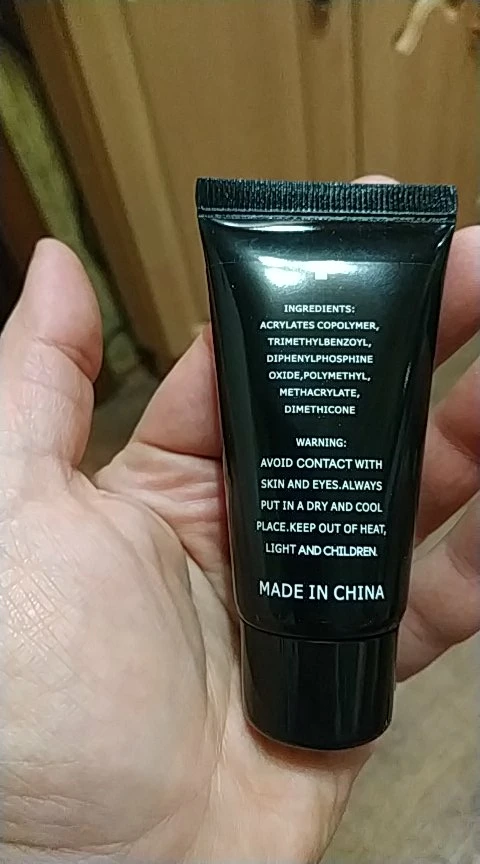 INGREDIENTS:
ACRYLATES COPOLYMER,
TRIMETHYLBENZOYL,
DIPHENYLPHOSPHINE
OXIDE,POLYMETHYL,
METHACRYLATE,
DIMETHICONE
WARNING:
AVOID CONTACT WITH
SKIN AND EYES.ALWAYS
PUT IN A DRY AND COOL
PLACE.KEEP OUT OF HEAT,
LIGHT AND CHILDREN.
MADE IN CHINA